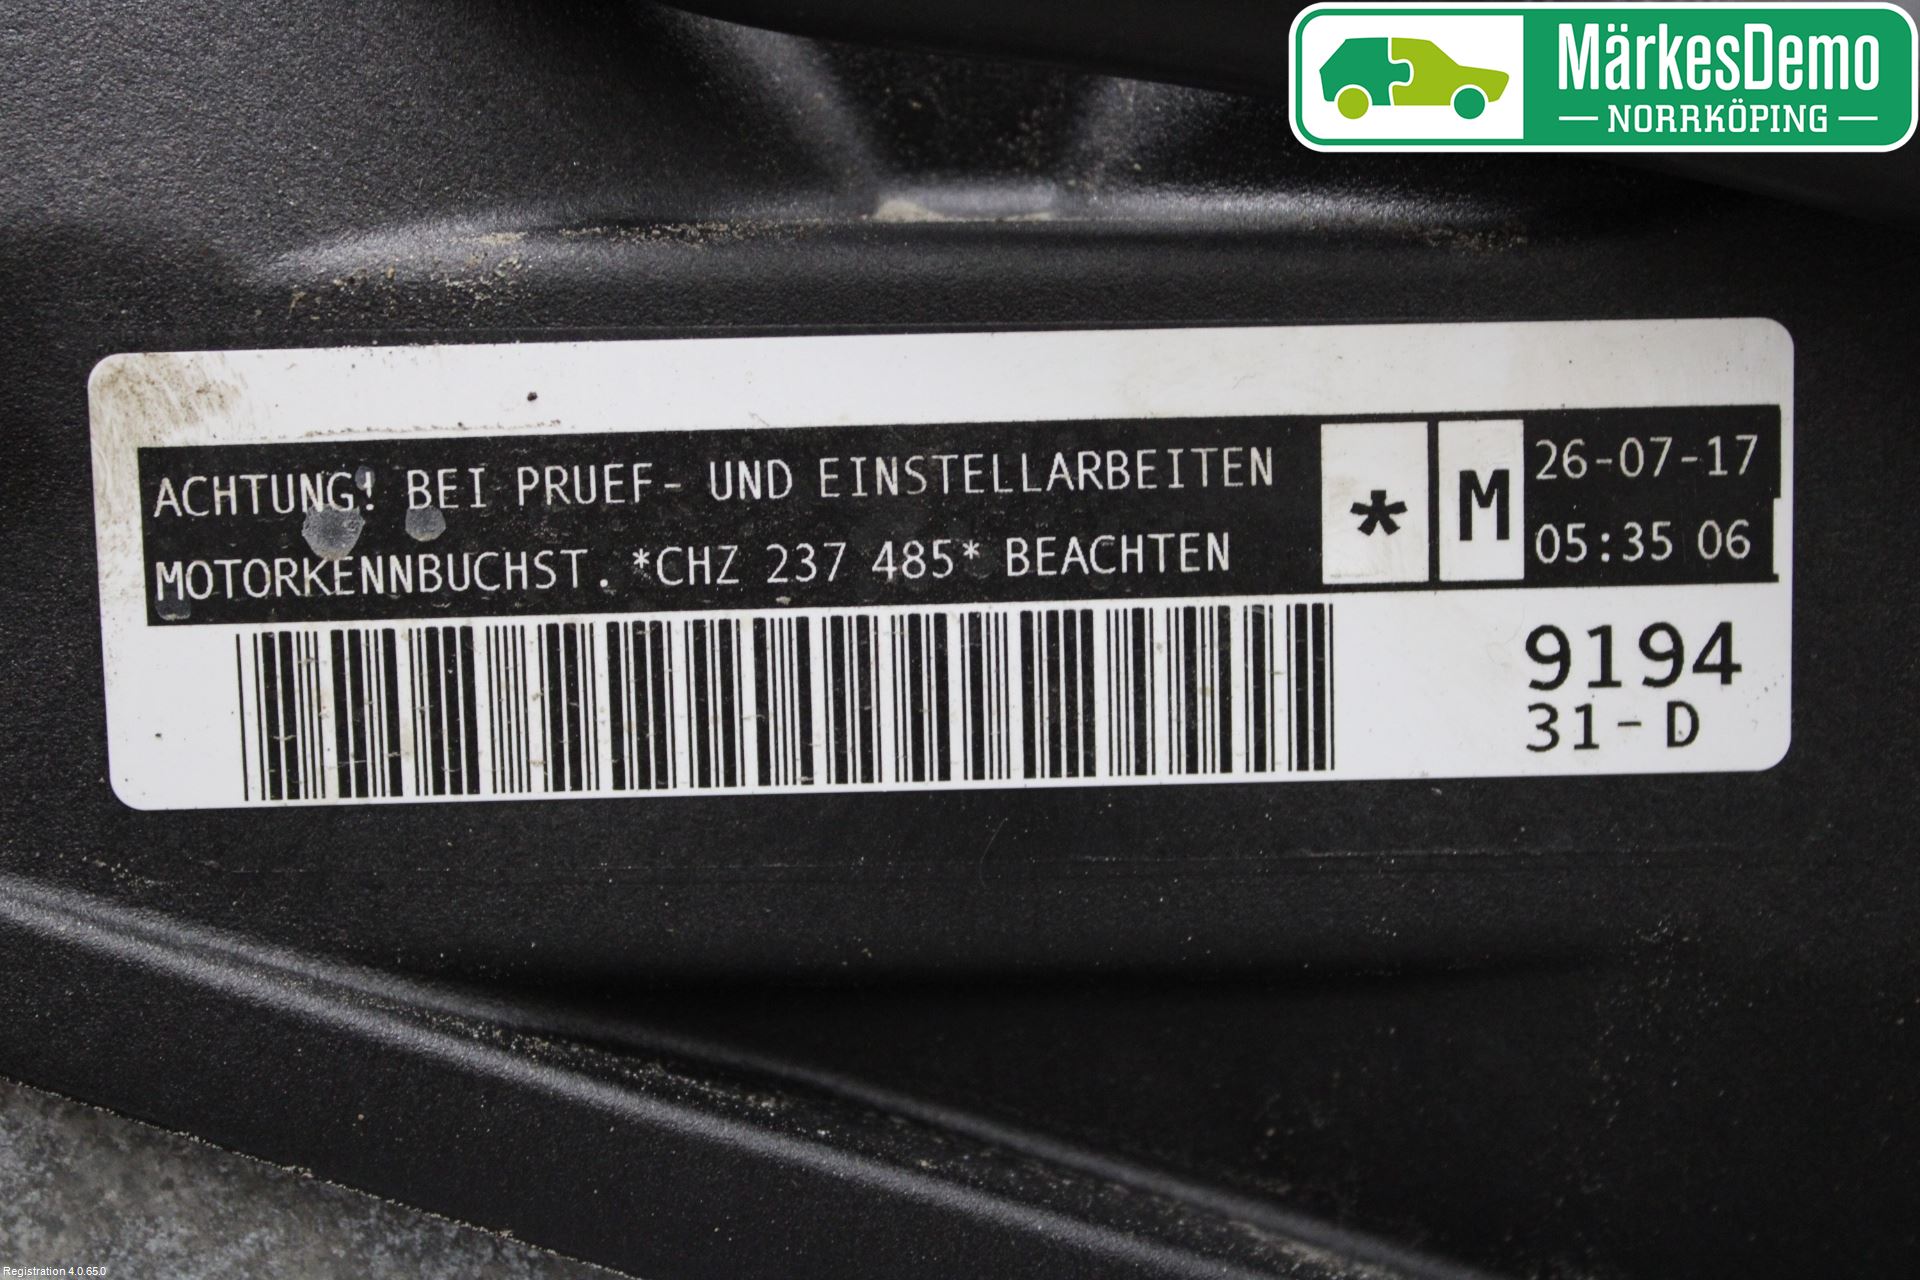 MärkesDemo
NORRKÖPING
ACHTUNG! BEI PRUEF- UND EINSTELLARBEITEN
MOTORKENNBUCHST. *CHZ 237 485* BEACHTEN
* M
26-07-17
05:35 06
9194
31-D
Registration 4.0.65.0